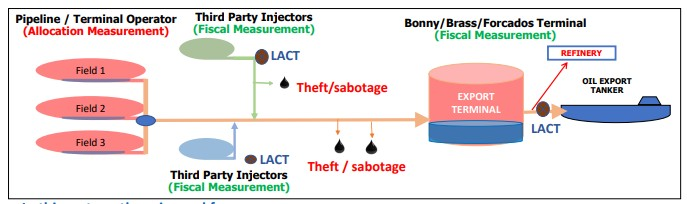 Pipeline / Terminal Operator
(Allocation Measurement)
Third Party Injectors
(Fiscal Measurement)
Bonny/Brass/Forcados Terminal
(Fiscal Measurement)
REFINERY
LACT
Field 1
Theft/sabotage
OIL EXPORT
TANKER
Field 2
EXPORT
TERMINAL
Field 3
LACT
LACT
Theft / sabotage
Third Party Injectors
(Fiscal Measurement)